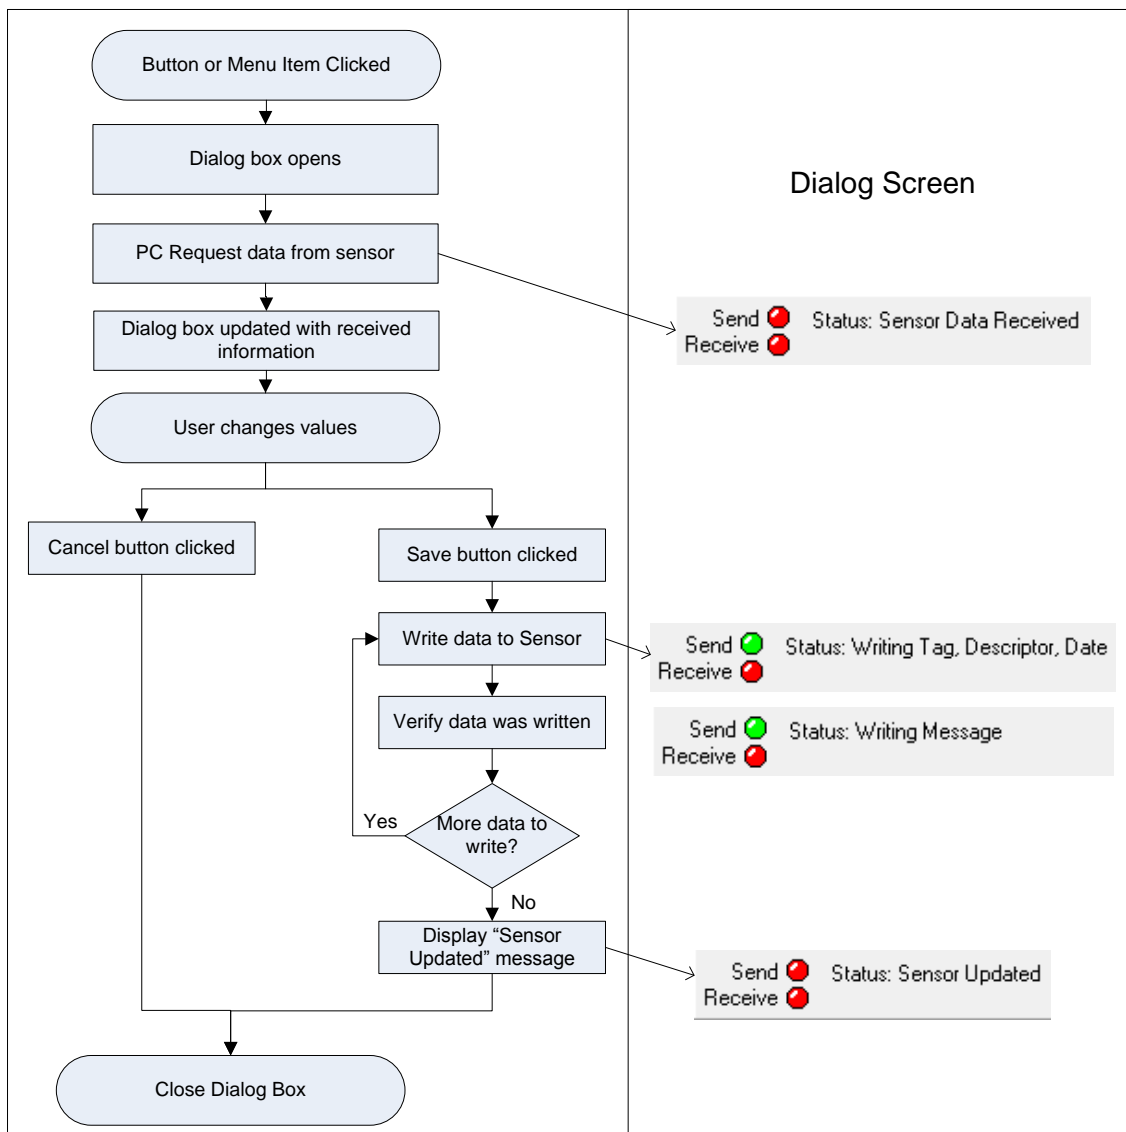 Button or Menu Item Clicked
Dialog box opens
Dialog Screen
PC Request data from sensor
Send
Status: Sensor Data Received
Receive
Dialog box updated with received
information
User changes values
Cancel button clicked
Save button clicked
Write data to Sensor
Send
Status: Writing Tag, Descriptor, Date
Receive
Verify data was written
Send
Status: Writing Message
Receive
Yes
More data to
write?
No
Display “Sensor
Updated” message
Send
Status: Sensor Updated
Receive
Close Dialog Box